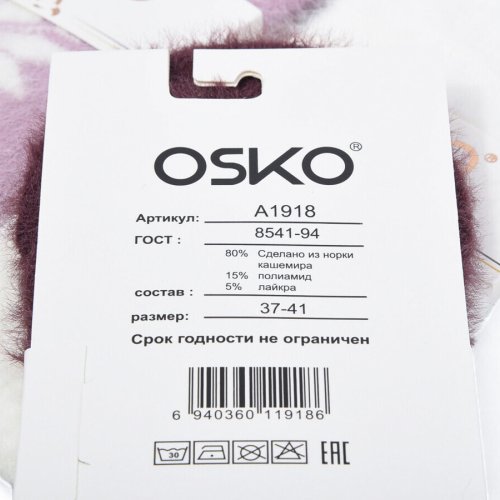 OSKO®
Артикул: A1918
ГОСТ : 8541-94
80% Сделано из норки
кашемира
15% полиамид
состав : 5% лайкра
размер: 37-41
Срок годности не ограничен
6 940360 119186
30 EAC